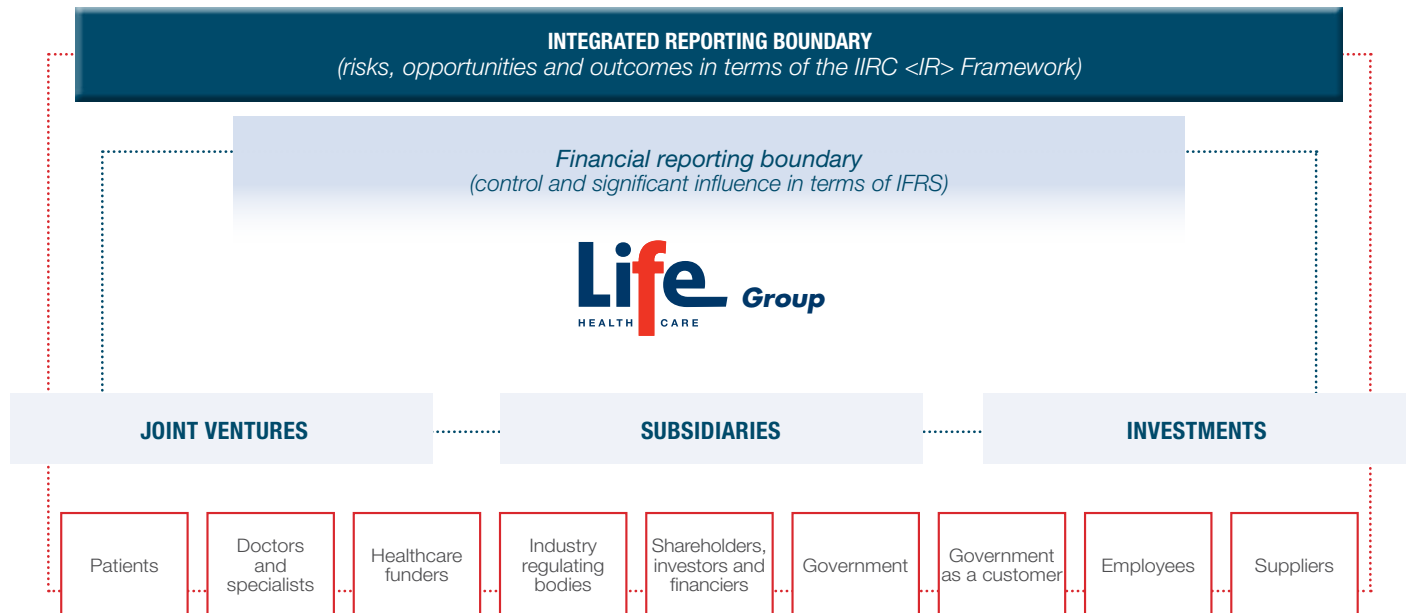 INTEGRATED REPORTING BOUNDARY
(risks, opportunities and outcomes in terms of the IIRC <IR> Framework)
Financial reporting boundary
(control and significant influence in terms of IFRS)
Life Group
HEALTH CARE
JOINT VENTURES
SUBSIDIARIES
INVESTMENTS
Patients
Doctors
and
specialists
Healthcare
funders
Industry
regulating
bodies
Shareholders,
investors and
financiers
Government
Government
as a customer
Employees
Suppliers